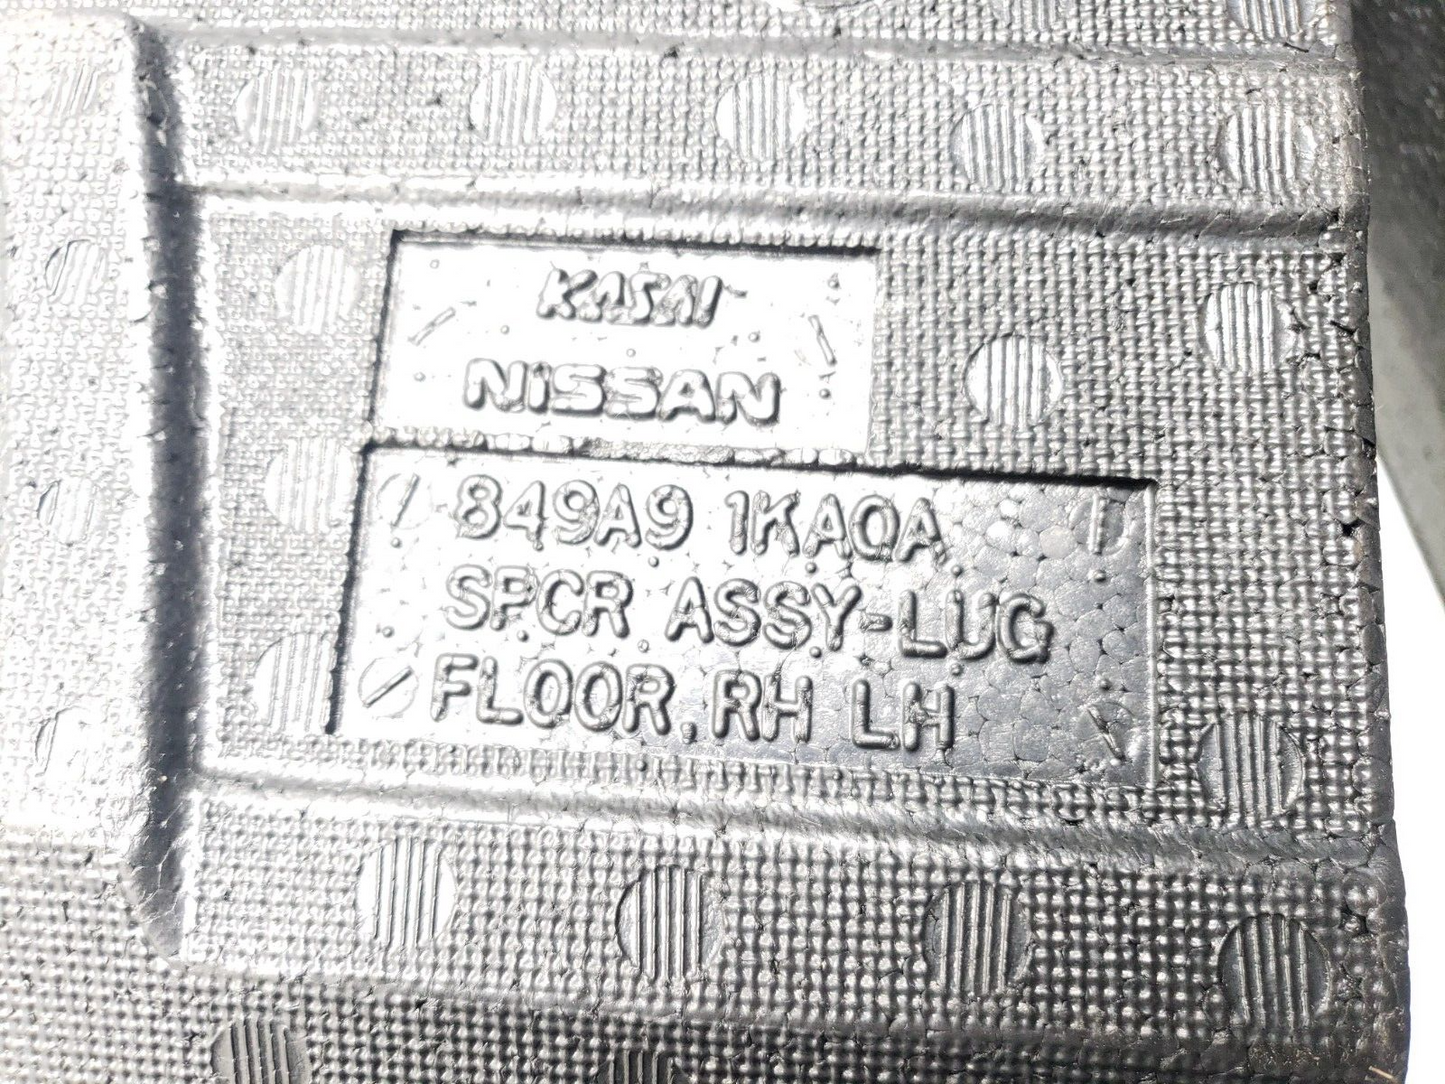 KASAI
NISSAN
849A9 1KA0A
SPCR ASSY-LUG
FLOOR, RH LH